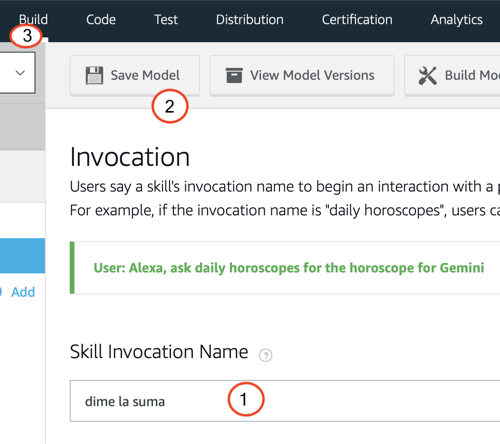 Build Code Test Distribution Certification Analytics
3
Save Model View Model Versions Build Mo
2
Invocation
Users say a skill's invocation name to begin an interaction with a
For example, if the invocation name is "daily horoscopes", users ca
User: Alexa, ask daily horoscopes for the horoscope for Gemini
Add
Skill Invocation Name ?
dime la suma 1